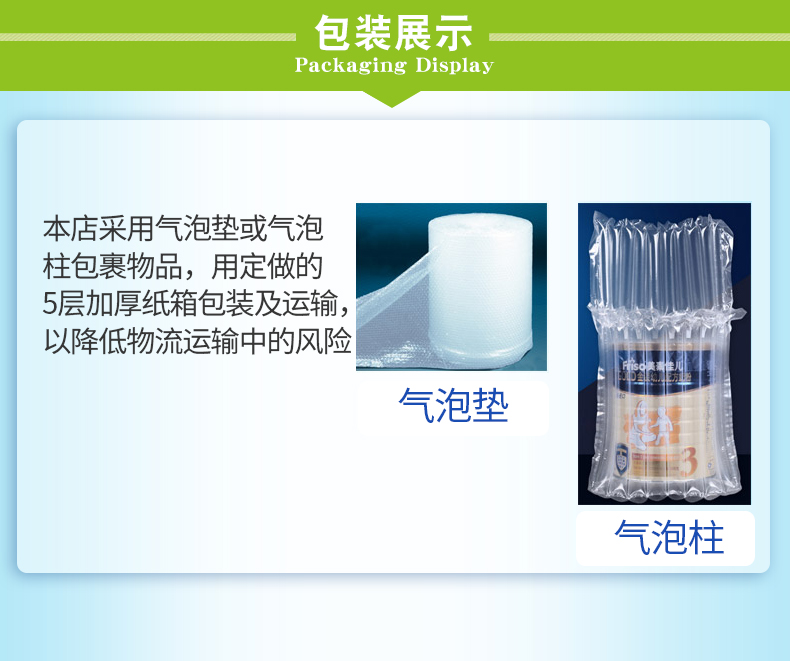 包装展示
Packaging Display
本店采用气泡垫或气泡
柱包裹物品，用定做的
5层加厚纸箱包装及运输，
以降低物流运输中的风险
气泡垫
Friso美素佳儿
3
气泡柱